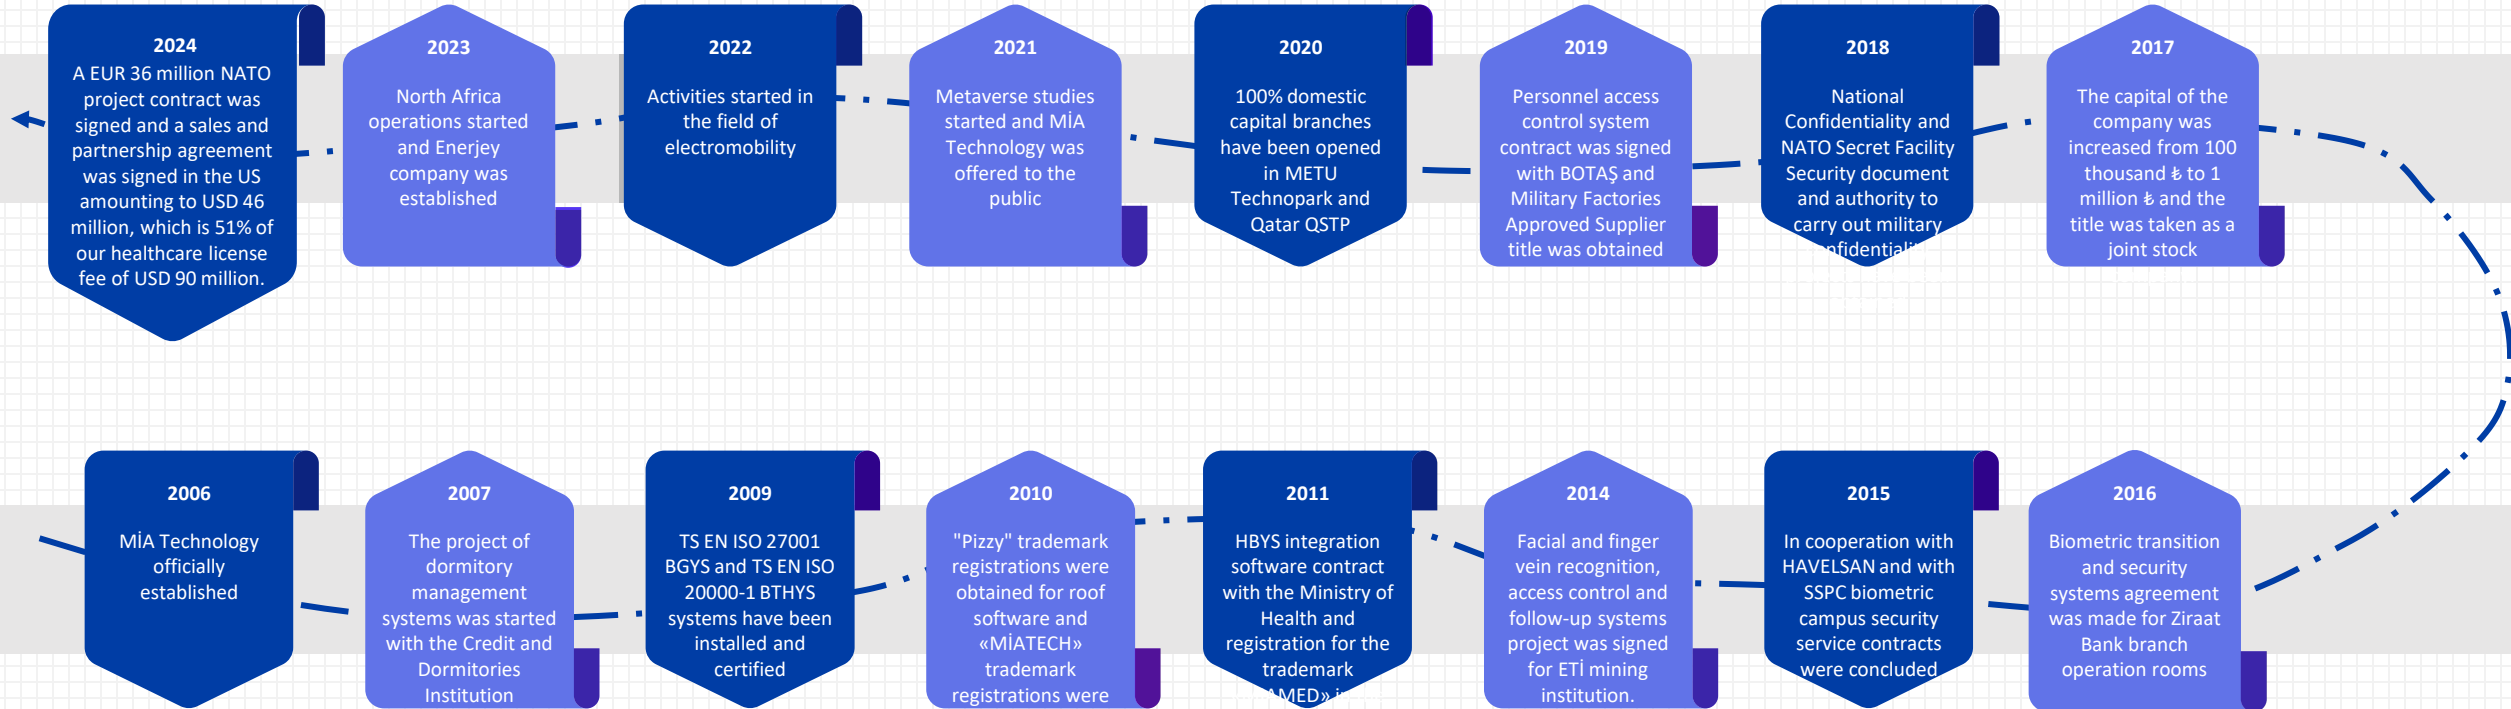 2024
A EUR 36 million NATO
project contract was
signed and a sales and
partnership agreement
was signed in the US
amounting to USD 46
million, which is 51% of
our healthcare license
fee of USD 90 million.
2023
North Africa
operations started
and Enerjey
company was
established
2022
Activities started in
the field of
electromobility
2021
Metaverse studies
started and MİA
Technology was
offered to the
public
2020
100% domestic
capital branches
have been opened
in METU
Technopark and
Qatar QSTP
2019
Personnel access
control system
contract was signed
with BOTAŞ and
Military Factories
Approved Supplier
title was obtained
2018
National
Confidentiality and
NATO Secret Facility
Security document
and authority to
carry out military
2017
The capital of the
company was
increased from 100
thousand ₺ to 1
million ₺ and the
title was taken as a
joint stock
2006
MİA Technology
officially
established
2007
The project of
dormitory
management
systems was started
with the Credit and
Dormitories
Institution
2009
TS EN ISO 27001
BGYS and TS EN ISO
20000-1 BTHYS
systems have been
installed and
certified
2010
"Pizzy" trademark
registrations were
obtained for roof
software and
«MİATECH»
trademark
registrations were
2011
HBYS integration
software contract
with the Ministry of
Health and
registration for the
trademark
2014
Facial and finger
vein recognition,
access control and
follow-up systems
project was signed
for ETİ mining
institution.
2015
In cooperation with
HAVELSAN and with
SSPC biometric
campus security
service contracts
were concluded
2016
Biometric transition
and security
systems agreement
was made for Ziraat
Bank branch
operation rooms